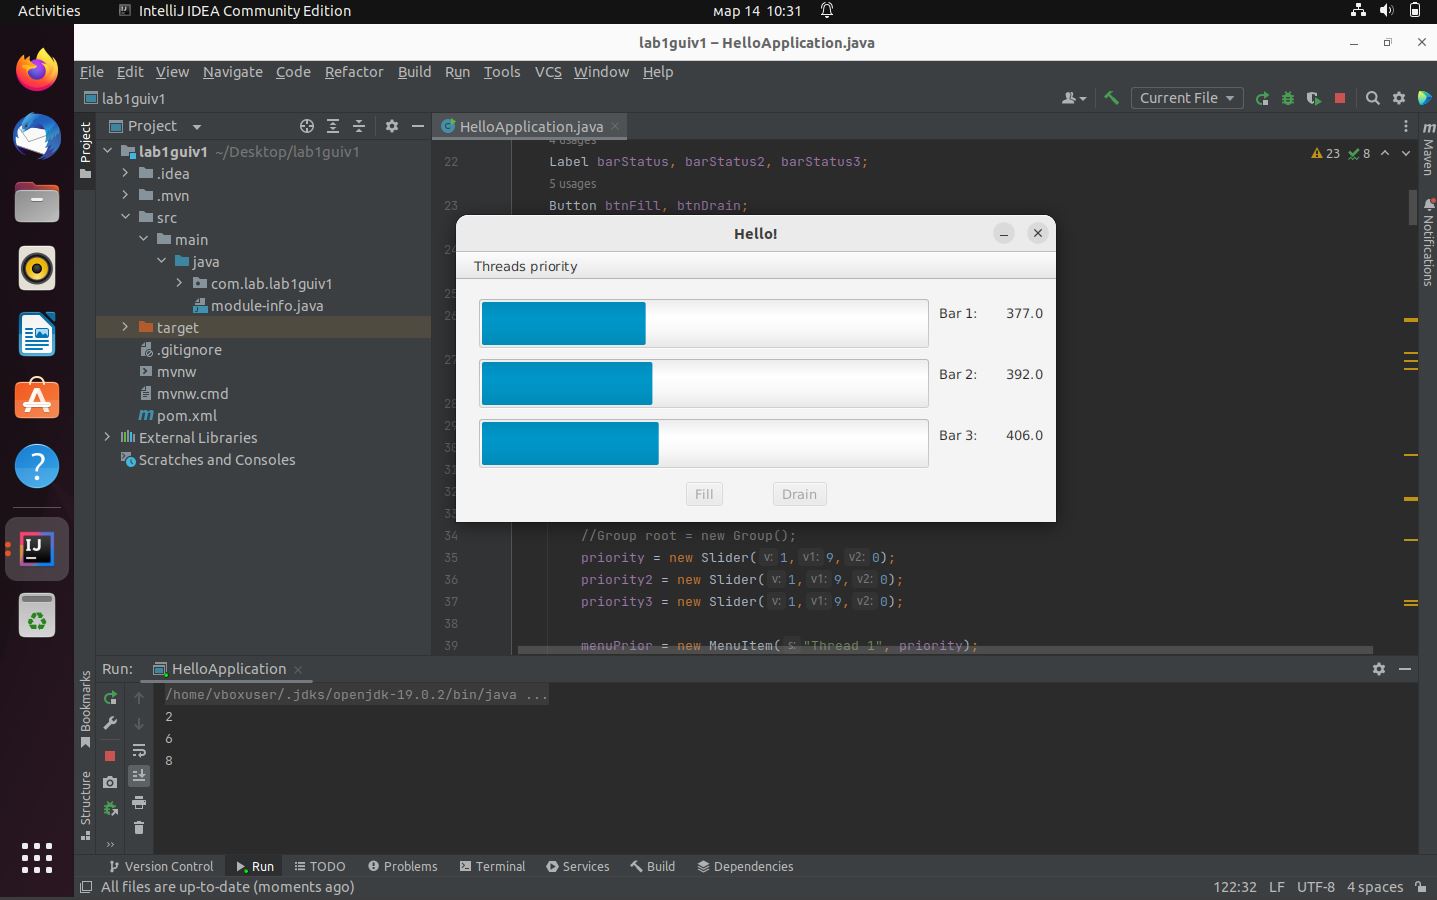 Activities IntelliJ IDEA Community Edition мар 14 10:31
lab1guiv1 – HelloApplication.java
File Edit View Navigate Code Refactor Build Run Tools VCS Window Help
lab1guiv1 Current File
Project
Project
HelloApplication.java
Maven
Notifications
lab1guiv1 ~/Desktop/lab1guiv1
.idea
.mvn
src
main
java
com.lab.lab1guiv1
module-info.java
target
.gitignore
mvnw
mvnw.cmd
pom.xml
External Libraries
Scratches and Consoles
4 usages
22 Label barStatus, barStatus2, barStatus3;
23 8
5 usages
23 Button btnFill, btnDrain;
24
25
26
27
28
29
30
31
32
33
Hello!
Threads priority
Bar 1: 377.0
Bar 2: 392.0
Bar 3: 406.0
Fill Drain
34 //Group root = new Group();
35 priority = new Slider( v: 1, v1: 9, v2: 0);
36 priority2 = new Slider( v: 1, v1: 9, v2: 0);
37 priority3 = new Slider( v: 1, v1: 9, v2: 0);
38
39 menuPrior = new MenuItem( s: "Thread 1", priority);
Run: HelloApplication
/home/vboxuser/.jdks/openjdk-19.0.2/bin/java ...
2
6
8
Bookmarks
Structure
Version Control Run TODO Problems Terminal Services Build Dependencies
All files are up-to-date (moments ago) 122:32 LF UTF-8 4 spaces
IJ